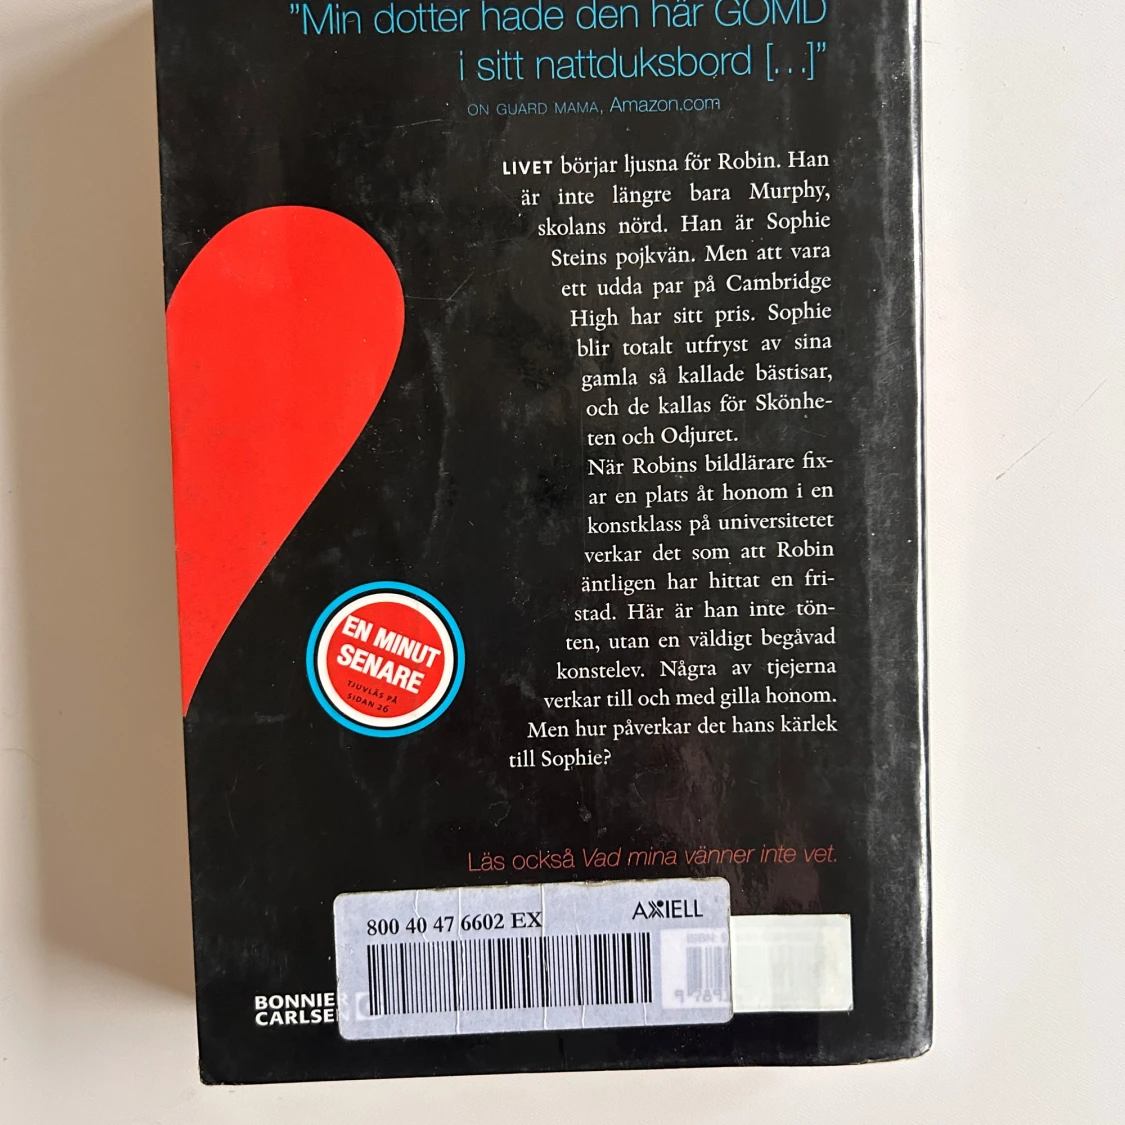 ”Min dotter hade den här GÖMD
i sitt nattduksbord [...]”
ON GUARD MAMA, Amazon.com
LIVET börjar ljusna för Robin. Han
är inte längre bara Murphy,
skolans nörd. Han är Sophie
Steins pojkvän. Men att vara
ett udda par på Cambridge
High har sitt pris. Sophie
blir totalt utfryst av sina
gamla så kallade bästisar,
och de kallas för Skönhe-
ten och Odjuret.
När Robins bildlärare fix-
ar en plats åt honom i en
konstklass på universitetet
verkar det som att Robin
äntligen har hittat en fri-
stad. Här är han inte tön-
ten, utan en väldigt begåvad
konstelev. Några av tjejerna
verkar till och med gilla honom.
Men hur påverkar det hans kärlek
till Sophie?
EN MINUT
SENARE
TJUVLÄS PÅ
SIDAN 26
Läs också Vad mina vänner inte vet.
800 40 47 6602 EX
AXIELL
BONNIER
CARLSEN